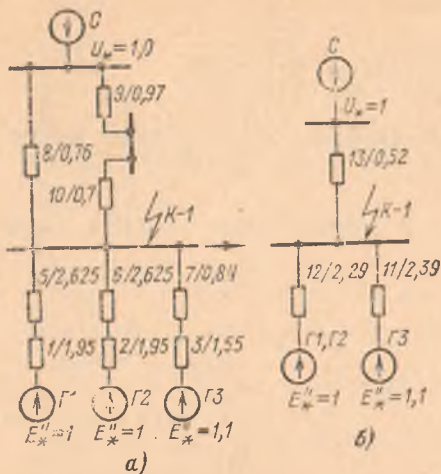 С
U* = 1,0
9/0,97
8/0,76
10/0,7
К-1
5/2,625 6/2,625 7/0,84
1/1,95 2/1,95 3/1,55
Г1 Г2 Г3
E″*=1 E″*=1 E″*=1,1
а)
С
U*=1
13/0,52
К-1
12/2,29 11/2,39
Г1,Г2 Г3
E″*=1 E″*=1,1
б)